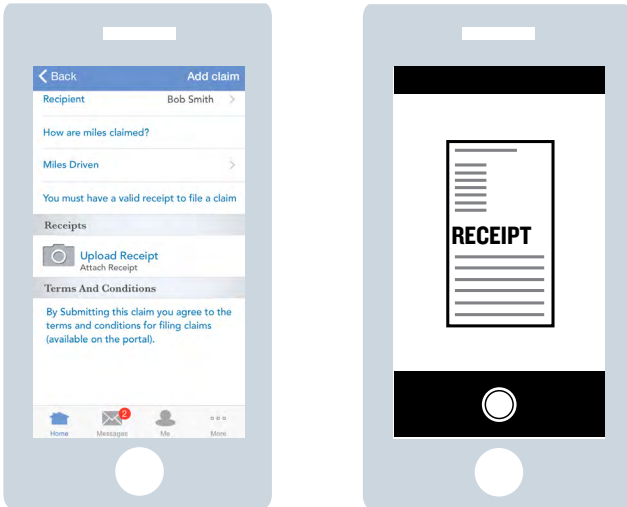 Back Add claim
Recipient Bob Smith
How are miles claimed?
Miles Driven
You must have a valid receipt to file a claim
Receipts
Upload Receipt
Attach Receipt
Terms And Conditions
By Submitting this claim you agree to the
terms and conditions for filing claims
(available on the portal).
2
Home Messages Me More
RECEIPT